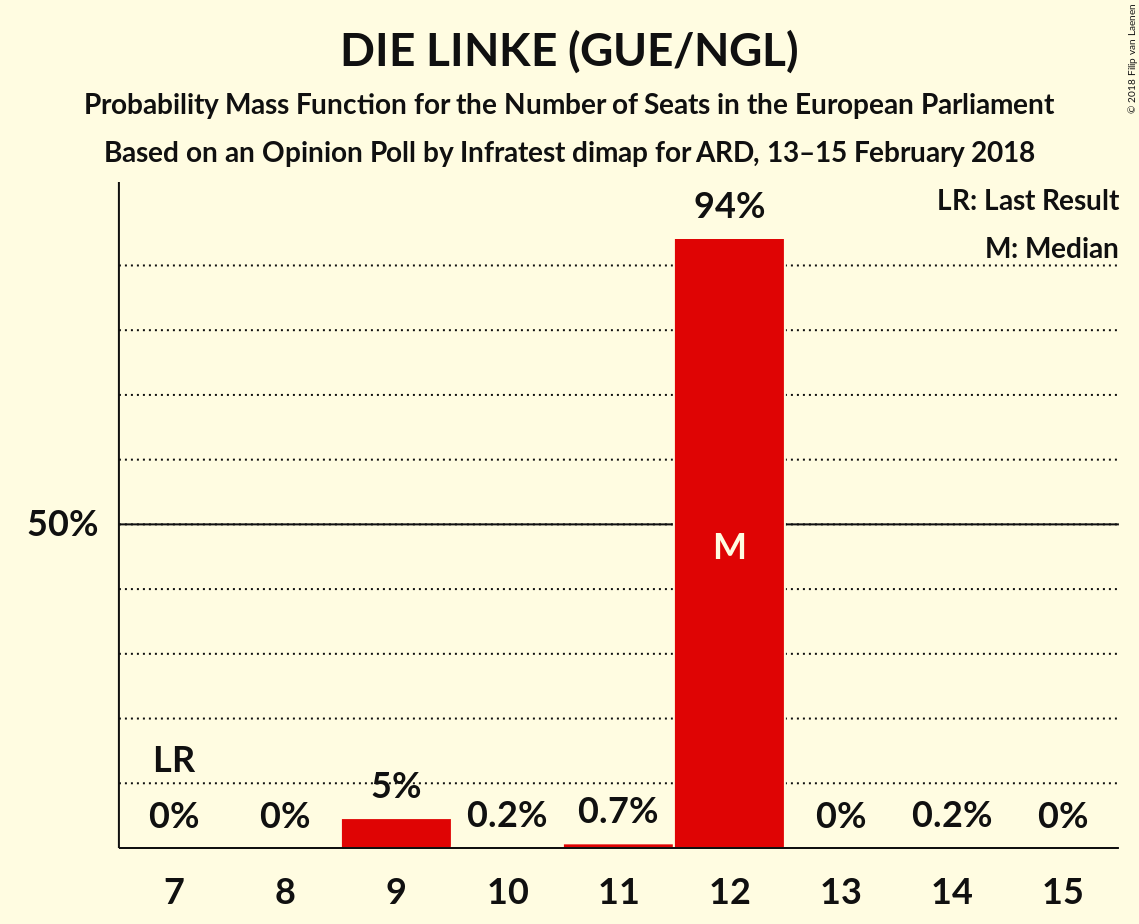 DIE LINKE (GUE/NGL)
Probability Mass Function for the Number of Seats in the European Parliament
Based on an Opinion Poll by Infratest dimap for ARD, 13–15 February 2018
© 2018 Filip van Laenen
LR: Last Result
M: Median
94%
50%
M
LR
0%
0%
5%
0.2%
0.7%
0%
0.2%
0%
7 8 9 10 11 12 13 14 15